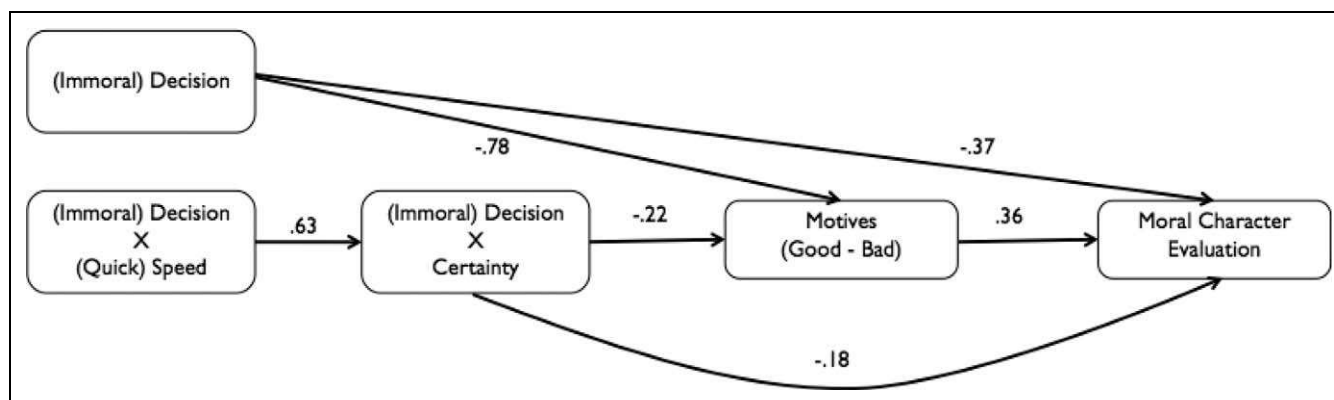 (Immoral) Decision
-.78
-.37
(Immoral) Decision
X
(Quick) Speed
.63
(Immoral) Decision
X
Certainty
-.22
Motives
(Good - Bad)
.36
Moral Character
Evaluation
-.18